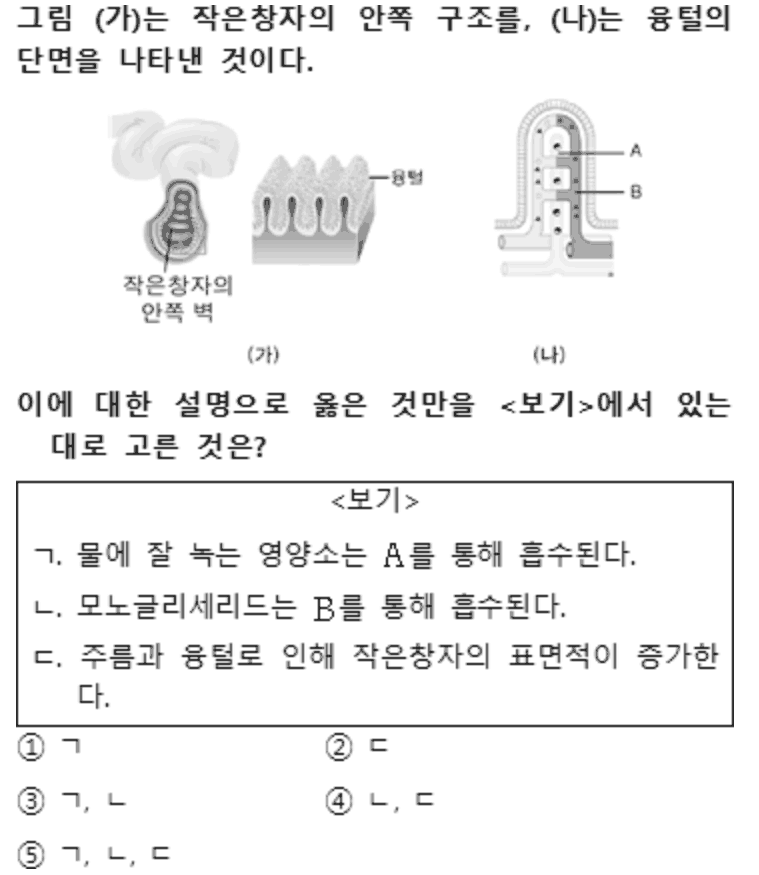 그림 (가)는 작은창자의 안쪽 구조를, (나)는 융털의
단면을 나타낸 것이다.
융털
A
B
작은창자의
안쪽 벽
(가)
(나)
이에 대한 설명으로 옳은 것만을 <보기>에서 있는
대로 고른 것은?
<보기>
ㄱ. 물에 잘 녹는 영양소는 A를 통해 흡수된다.
ㄴ. 모노글리세리드는 B를 통해 흡수된다.
ㄷ. 주름과 융털로 인해 작은창자의 표면적이 증가한
다.
① ㄱ
② ㄷ
③ ㄱ, ㄴ
④ ㄴ, ㄷ
⑤ ㄱ, ㄴ, ㄷ